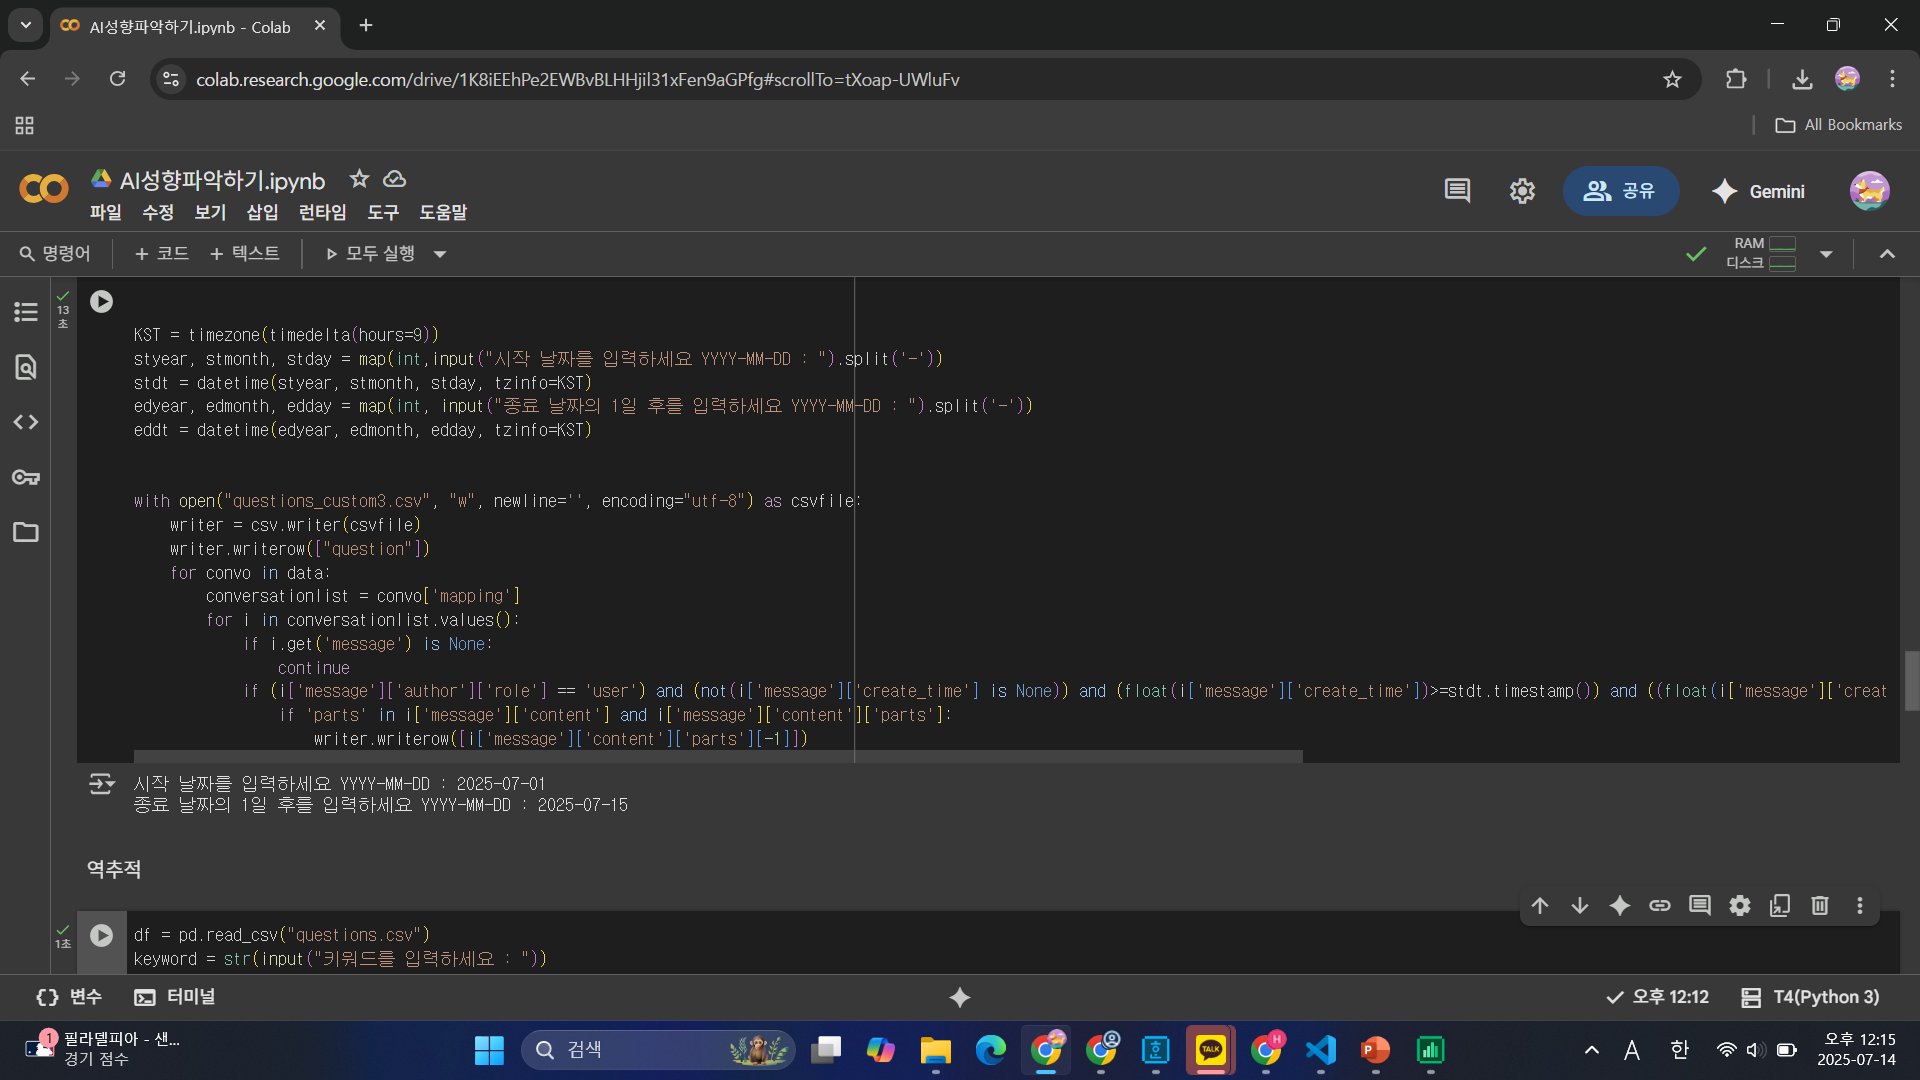 AI성향파악하기.ipynb - Colab
colab.research.google.com/drive/1K8iEEhPe2EWBvBLHHjil31xFen9aGPfg#scrollTo=tXoap-UWluFv
All Bookmarks
AI성향파악하기.ipynb
파일 수정 보기 삽입 런타임 도구 도움말
공유
Gemini
명령어 + 코드 + 텍스트 모두 실행
RAM
디스크
13
초
KST = timezone(timedelta(hours=9))
styear, stmonth, stday = map(int,input("시작 날짜를 입력하세요 YYYY-MM-DD : ").split('-'))
stdt = datetime(styear, stmonth, stday, tzinfo=KST)
edyear, edmonth, edday = map(int, input("종료 날짜의 1일 후를 입력하세요 YYYY-MM-DD : ").split('-'))
eddt = datetime(edyear, edmonth, edday, tzinfo=KST)
with open("questions_custom3.csv", "w", newline='', encoding="utf-8") as csvfile:
    writer = csv.writer(csvfile)
    writer.writerow(["question"])
    for convo in data:
        conversationlist = convo['mapping']
        for i in conversationlist.values():
            if i.get('message') is None:
                continue
            if (i['message']['author']['role'] == 'user') and (not(i['message']['create_time'] is None)) and (float(i['message']['create_time'])>=stdt.timestamp()) and ((float(i['message']['creat
                if 'parts' in i['message']['content'] and i['message']['content']['parts']:
                    writer.writerow([i['message']['content']['parts'][-1]])
시작 날짜를 입력하세요 YYYY-MM-DD : 2025-07-01
종료 날짜의 1일 후를 입력하세요 YYYY-MM-DD : 2025-07-15
역추적
1초
df = pd.read_csv("questions.csv")
keyword = str(input("키워드를 입력하세요 : "))
변수 터미널
오후 12:12
T4(Python 3)
1
필라델피아 - 샌...
경기 점수
검색
H
TALK
P
A
한
오후 12:15
2025-07-14